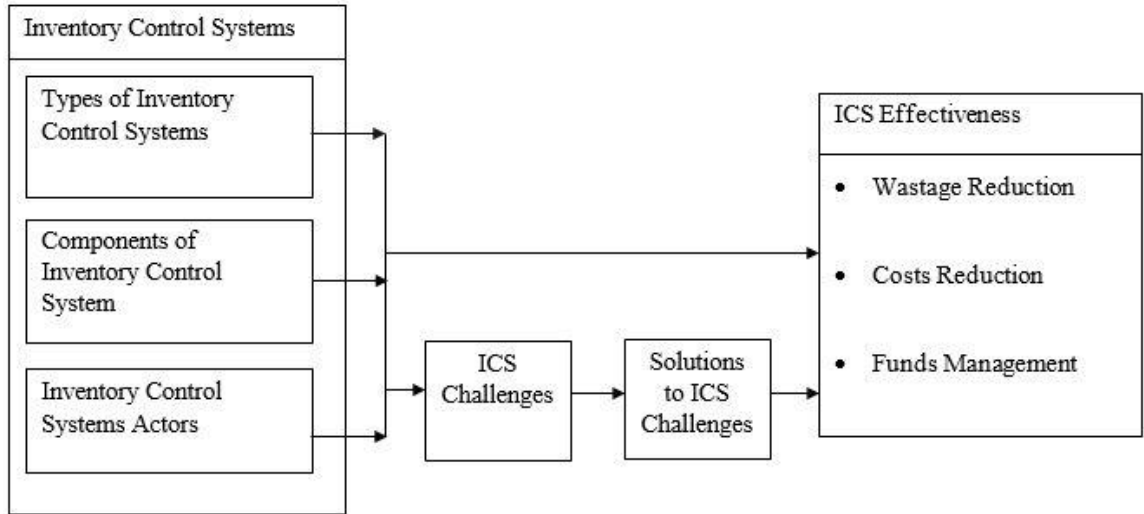 Inventory Control Systems
Types of Inventory
Control Systems
Components of
Inventory Control
System
Inventory Control
Systems Actors
ICS
Challenges
Solutions
to ICS
Challenges
ICS Effectiveness
• Wastage Reduction
• Costs Reduction
• Funds Management